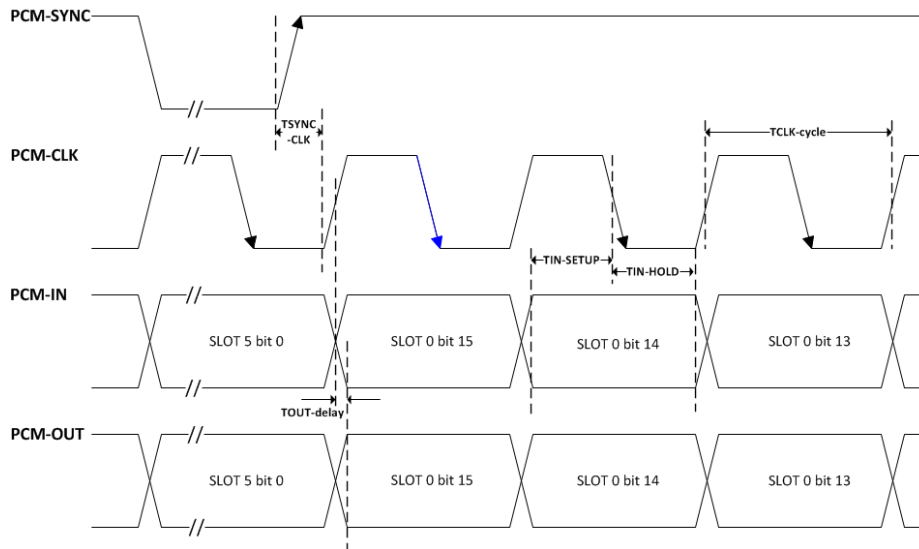 PCM-SYNC
//
TSYNC
-CLK
TCLK-cycle
PCM-CLK
//
TIN-SETUP
TIN-HOLD
PCM-IN
//
SLOT 5 bit 0
SLOT 0 bit 15
SLOT 0 bit 14
SLOT 0 bit 13
//
TOUT-delay
PCM-OUT
//
SLOT 5 bit 0
SLOT 0 bit 15
SLOT 0 bit 14
SLOT 0 bit 13
//